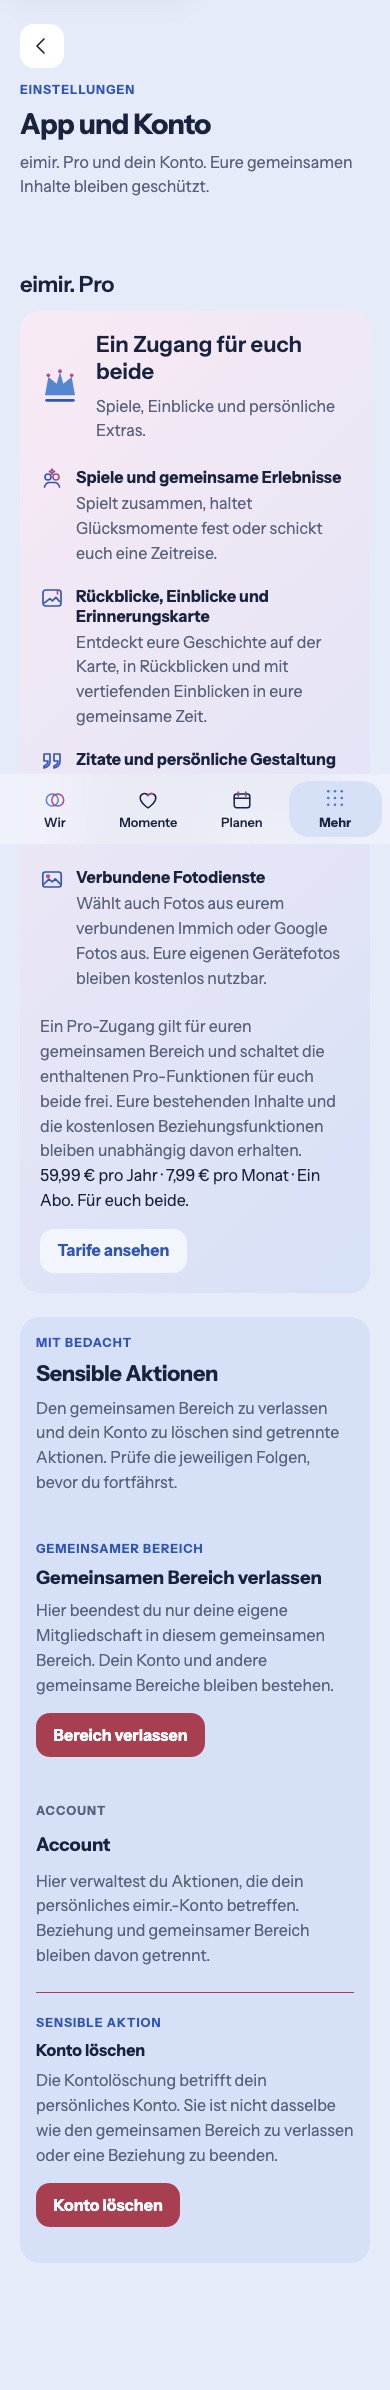 EINSTELLUNGEN
App und Konto
eimir. Pro und dein Konto. Eure gemeinsamen
Inhalte bleiben geschützt.
eimir. Pro
Ein Zugang für euch
beide
Spiele, Einblicke und persönliche
Extras.
Spiele und gemeinsame Erlebnisse
Spielt zusammen, haltet
Glücksmomente fest oder schickt
euch eine Zeitreise.
Rückblicke, Einblicke und
Erinnerungskarte
Entdeckt eure Geschichte auf der
Karte, in Rückblicken und mit
vertiefenden Einblicken in eure
gemeinsame Zeit.
Zitate und persönliche Gestaltung
Wir
Momente
Planen
Mehr
Verbundene Fotodienste
Wählt auch Fotos aus eurem
verbundenen Immich oder Google
Fotos aus. Eure eigenen Gerätefotos
bleiben kostenlos nutzbar.
Ein Pro-Zugang gilt für euren
gemeinsamen Bereich und schaltet die
enthaltenen Pro-Funktionen für euch
beide frei. Eure bestehenden Inhalte und
die kostenlosen Beziehungsfunktionen
bleiben unabhängig davon erhalten.
59,99 € pro Jahr · 7,99 € pro Monat · Ein
Abo. Für euch beide.
Tarife ansehen
MIT BEDACHT
Sensible Aktionen
Den gemeinsamen Bereich zu verlassen
und dein Konto zu löschen sind getrennte
Aktionen. Prüfe die jeweiligen Folgen,
bevor du fortfährst.
GEMEINSAMER BEREICH
Gemeinsamen Bereich verlassen
Hier beendest du nur deine eigene
Mitgliedschaft in diesem gemeinsamen
Bereich. Dein Konto und andere
gemeinsame Bereiche bleiben bestehen.
Bereich verlassen
ACCOUNT
Account
Hier verwaltest du Aktionen, die dein
persönliches eimir.-Konto betreffen.
Beziehung und gemeinsamer Bereich
bleiben davon getrennt.
SENSIBLE AKTION
Konto löschen
Die Kontolöschung betrifft dein
persönliches Konto. Sie ist nicht dasselbe
wie den gemeinsamen Bereich zu verlassen
oder eine Beziehung zu beenden.
Konto löschen